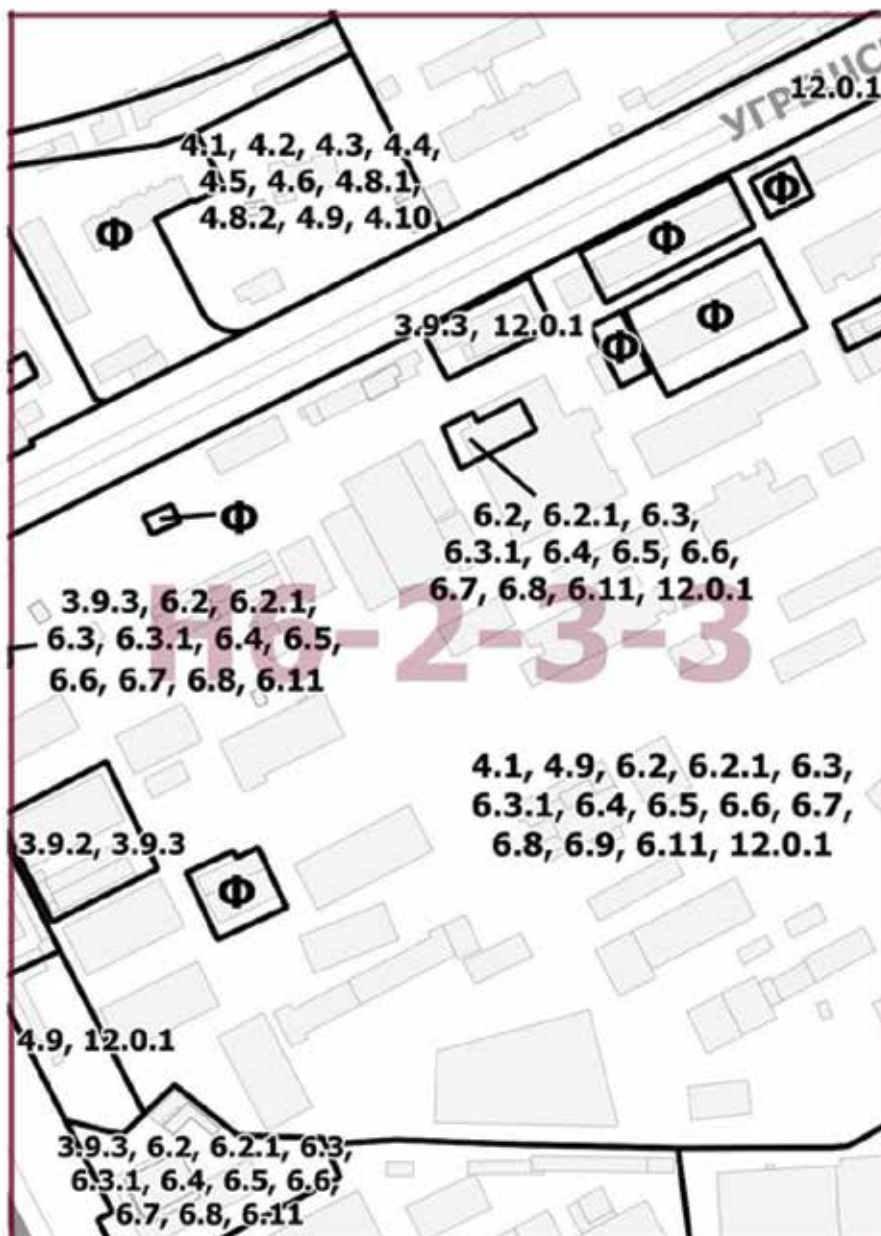 УГРЕШС
12.0.1
4.1, 4.2, 4.3, 4.4,
4.5, 4.6, 4.8.1,
4.8.2, 4.9, 4.10
Ф
Ф
Ф
Ф
3.9.3, 12.0.1
Ф
6.2, 6.2.1, 6.3,
6.3.1, 6.4, 6.5, 6.6,
6.7, 6.8, 6.11, 12.0.1
Ф
3.9.3, 6.2, 6.2.1,
6.3, 6.3.1, 6.4, 6.5,
6.6, 6.7, 6.8, 6.11
Н6-2-3-3
4.1, 4.9, 6.2, 6.2.1, 6.3,
6.3.1, 6.4, 6.5, 6.6, 6.7,
6.8, 6.9, 6.11, 12.0.1
3.9.2, 3.9.3
Ф
4.9, 12.0.1
3.9.3, 6.2, 6.2.1, 6.3,
6.3.1, 6.4, 6.5, 6.6,
6.7, 6.8, 6.11